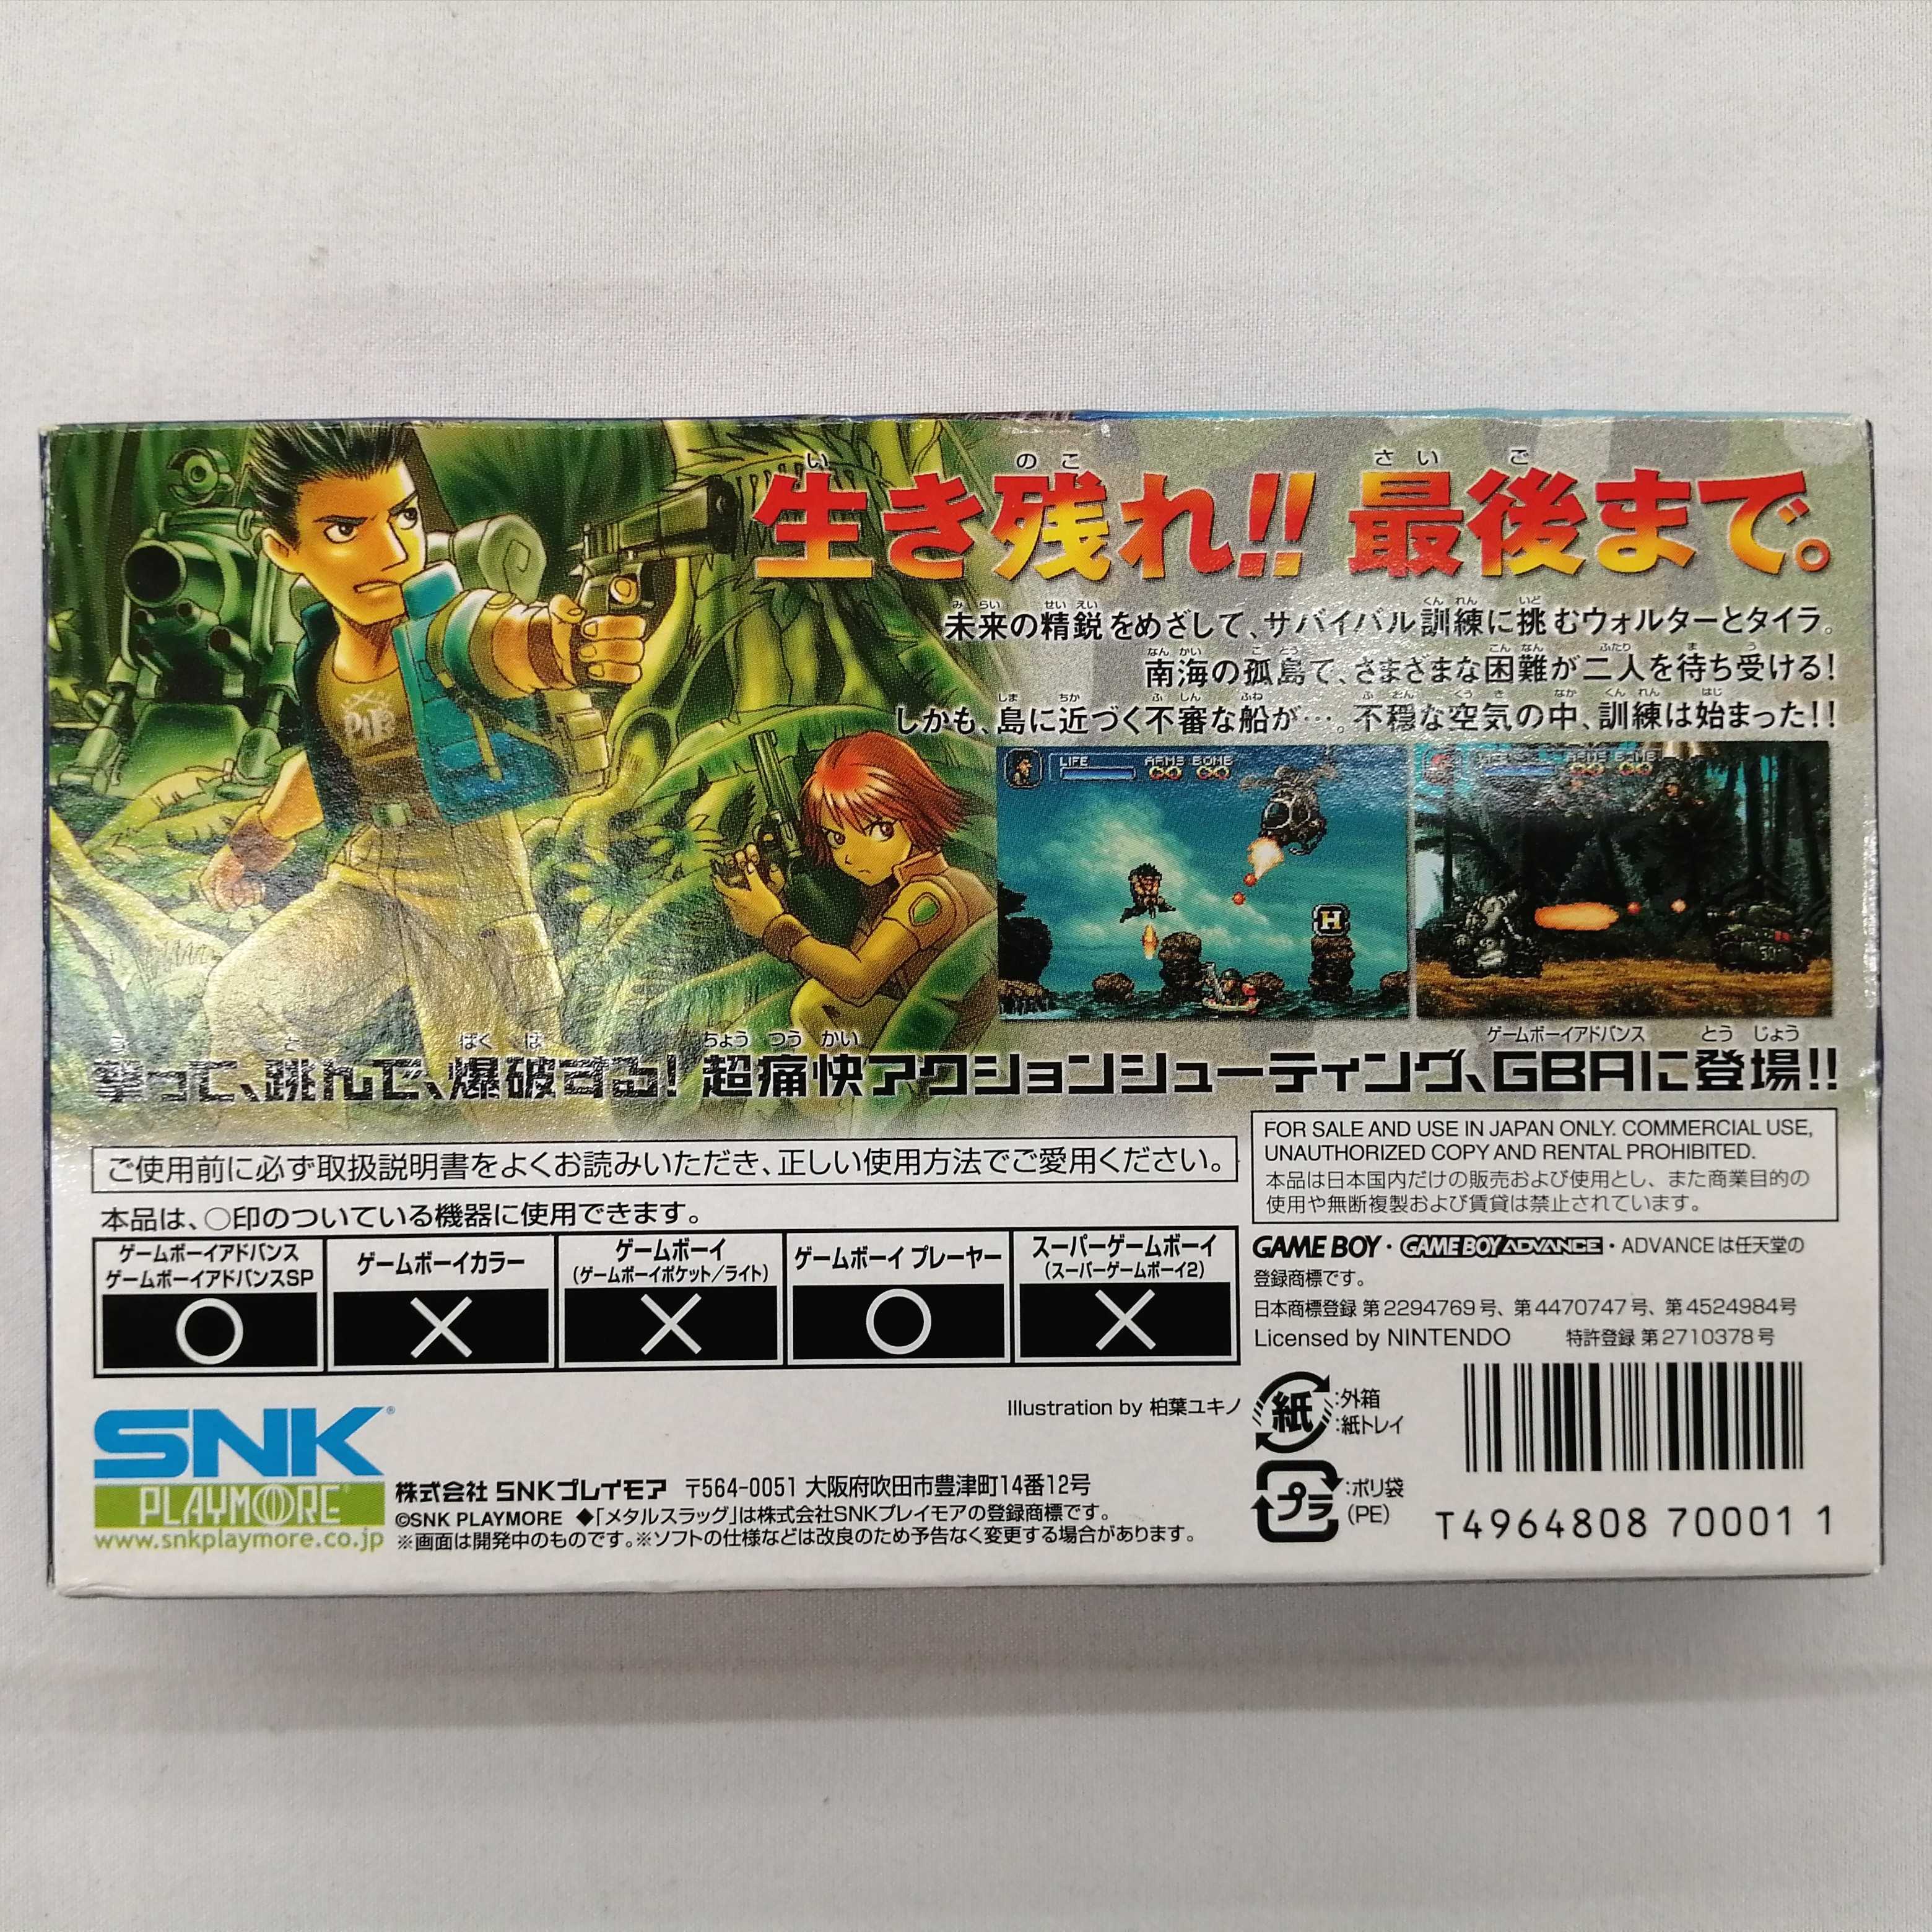 生き残れ!! 最後まで。
未来の精鋭をめざして、サバイバル訓練に挑むウォルターとタイラ。
南海の孤島で、さまざまな困難が二人を待ち受ける!
しかも、島に近づく不審な船が…。不穏な空気の中、訓練は始まった!!
LIFE ARMS BOMB
H
撃って、跳んで、爆破する! 超痛快アクションシューティング、GBAに登場!!
ゲームボーイアドバンス
ご使用前に必ず取扱説明書をよくお読みいただき、正しい使用方法でご愛用ください。
本品は、○印のついている機器に使用できます。
ゲームボーイアドバンス
ゲームボーイアドバンスSP
○
ゲームボーイカラー
×
ゲームボーイ
(ゲームボーイポケット/ライト)
×
ゲームボーイ プレーヤー
○
スーパーゲームボーイ
(スーパーゲームボーイ2)
×
FOR SALE AND USE IN JAPAN ONLY. COMMERCIAL USE,
UNAUTHORIZED COPY AND RENTAL PROHIBITED.
本品は日本国内だけの販売および使用とし、また商業目的の
使用や無断複製および賃貸は禁止されています。
GAME BOY・GAME BOY ADVANCE・ADVANCEは任天堂の
登録商標です。
日本商標登録 第2294769号、第4470747号、第4524984号
Licensed by NINTENDO 特許登録 第2710378号
Illustration by 柏葉ユキノ
紙 :外箱
:紙トレイ
プラ :ポリ袋
(PE)
T4964808 70001 1
SNK®
PLAYMORE®
www.snkplaymore.co.jp
株式会社 SNKプレイモア 〒564-0051 大阪府吹田市豊津町14番12号
©SNK PLAYMORE ◆「メタルスラッグ」は株式会社SNKプレイモアの登録商標です。
※画面は開発中のものです。※ソフトの仕様などは改良のため予告なく変更する場合があります。